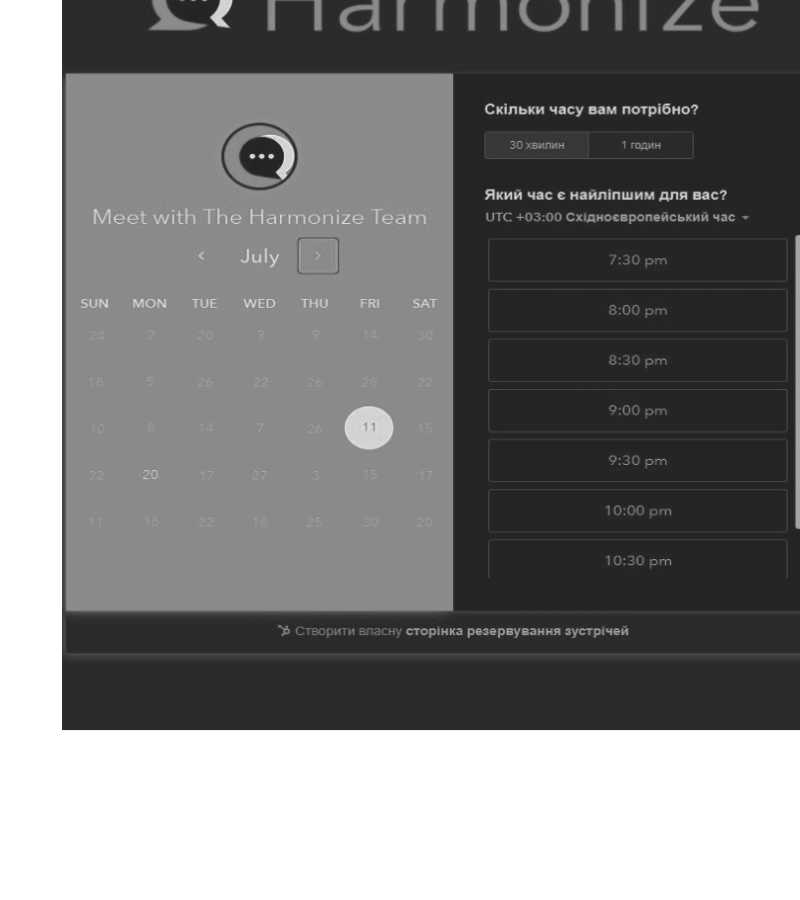 Harmonize
Meet with The Harmonize Team
< July >
SUN MON TUE WED THU FRI SAT
24 2 20 9 9 14 30
18 5 26 22 26 28 22
10 8 14 7 26 11 15
22 20 17 27 3 15 17
11 16 22 18 25 30 20
Скільки часу вам потрібно?
30 хвилин 1 годин
Який час є найліпшим для вас?
UTC +03:00 Східноєвропейський час
7:30 pm
8:00 pm
8:30 pm
9:00 pm
9:30 pm
10:00 pm
10:30 pm
Створити власну сторінка резервування зустрічей